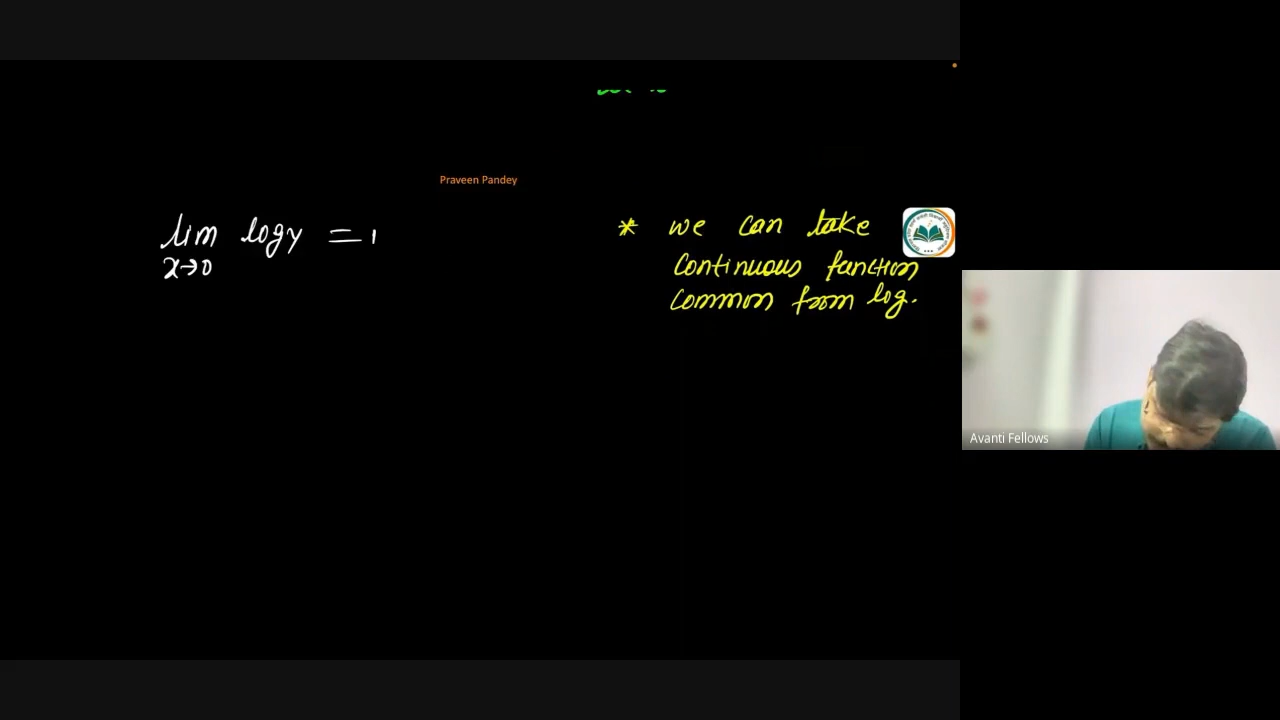 Praveen Pandey
lim log y = 1
x→0
* we can take
continuous function
common from log.
Avanti Fellows